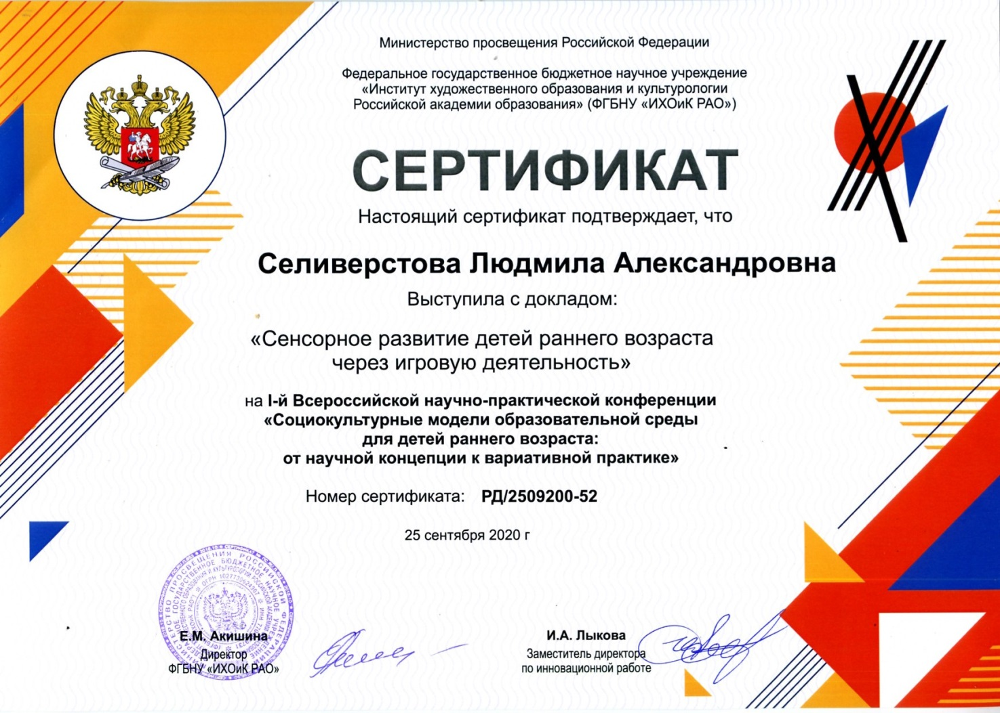 Министерство просвещения Российской Федерации
Федеральное государственное бюджетное научное учреждение
«Институт художественного образования и культурологии
Российской академии образования» (ФГБНУ «ИХОиК РАО»)
СЕРТИФИКАТ
Настоящий сертификат подтверждает, что
Селиверстова Людмила Александровна
Выступила с докладом:
«Сенсорное развитие детей раннего возраста
через игровую деятельность»
на I-й Всероссийской научно-практической конференции
«Социокультурные модели образовательной среды
для детей раннего возраста:
от научной концепции к вариативной практике»
Номер сертификата: РД/2509200-52
25 сентября 2020 г
Е.М. Акишина
Директор
ФГБНУ «ИХОиК РАО»
И.А. Лыкова
Заместитель директора
по инновационной работе